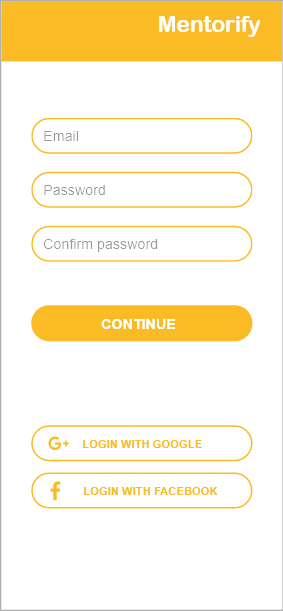 Mentorify
Email
Password
Confirm password
CONTINUE
G+ LOGIN WITH GOOGLE
f LOGIN WITH FACEBOOK